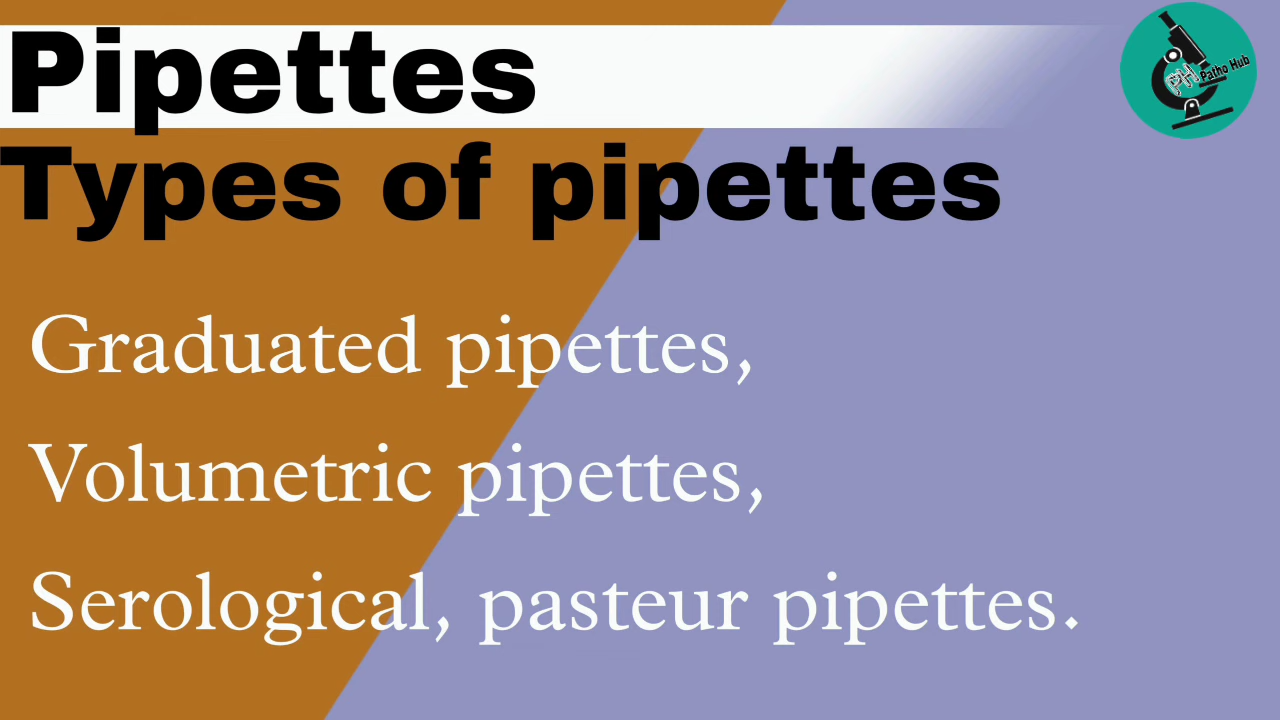 Pipettes
Patho Hub
Types of pipettes
Graduated pipettes,
Volumetric pipettes,
Serological, pasteur pipettes.